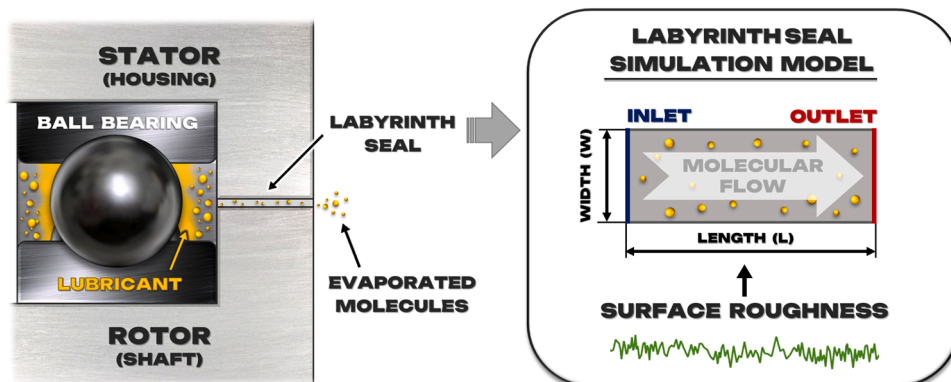 STATOR
(HOUSING)
BALL BEARING
LUBRICANT
ROTOR
(SHAFT)
LABYRINTH
SEAL
EVAPORATED
MOLECULES
LABYRINTH SEAL
SIMULATION MODEL
INLET
OUTLET
WIDTH (W)
MOLECULAR
FLOW
LENGTH (L)
SURFACE ROUGHNESS